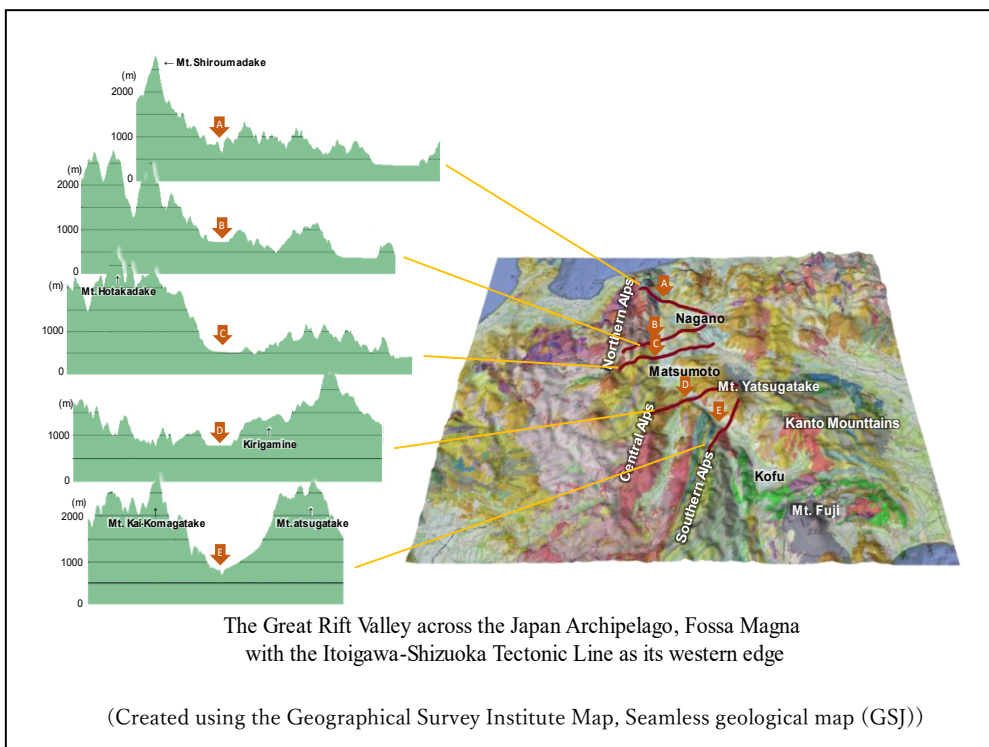 ← Mt.Shiroumadake
(m)
2000
1000
0
A
(m)
2000
1000
0
B
Mt.Hotakadake
↑
2000
1000
0
C
(m)
1000
0
D
Kirigamine
↑
(m)
2000
1000
0
Mt. Kai-Komagatake
↑
Mt.atsugatake
↑
E
Northern Alps
A
Nagano
B
C
Matsumoto
D
Mt. Yatsugatake
E
Central Alps
Kanto Mounttains
Southern Alps
Kofu
Mt. Fuji
The Great Rift Valley across the Japan Archipelago, Fossa Magna
with the Itoigawa-Shizuoka Tectonic Line as its western edge
(Created using the Geographical Survey Institute Map, Seamless geological map (GSJ))